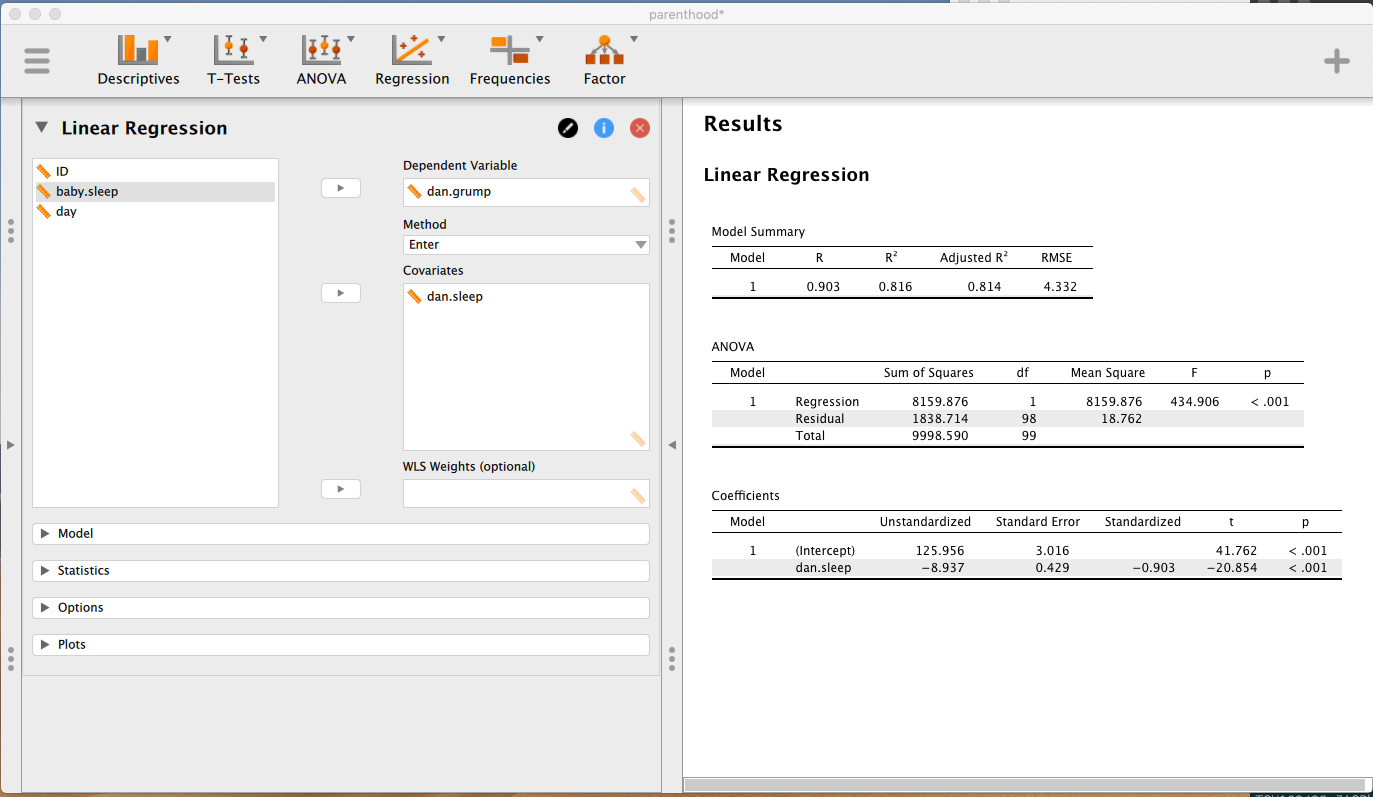 parenthood*
Descriptives T-Tests ANOVA Regression Frequencies Factor
Linear Regression
ID
baby.sleep
day
Dependent Variable
dan.grump
Method
Enter
Covariates
dan.sleep
WLS Weights (optional)
Model
Statistics
Options
Plots
Results
Linear Regression
Model Summary
Model R R² Adjusted R² RMSE
1 0.903 0.816 0.814 4.332
ANOVA
Model Sum of Squares df Mean Square F p
1 Regression 8159.876 1 8159.876 434.906 < .001
Residual 1838.714 98 18.762
Total 9998.590 99
Coefficients
Model Unstandardized Standard Error Standardized t p
1 (Intercept) 125.956 3.016 41.762 < .001
dan.sleep −8.937 0.429 −0.903 −20.854 < .001